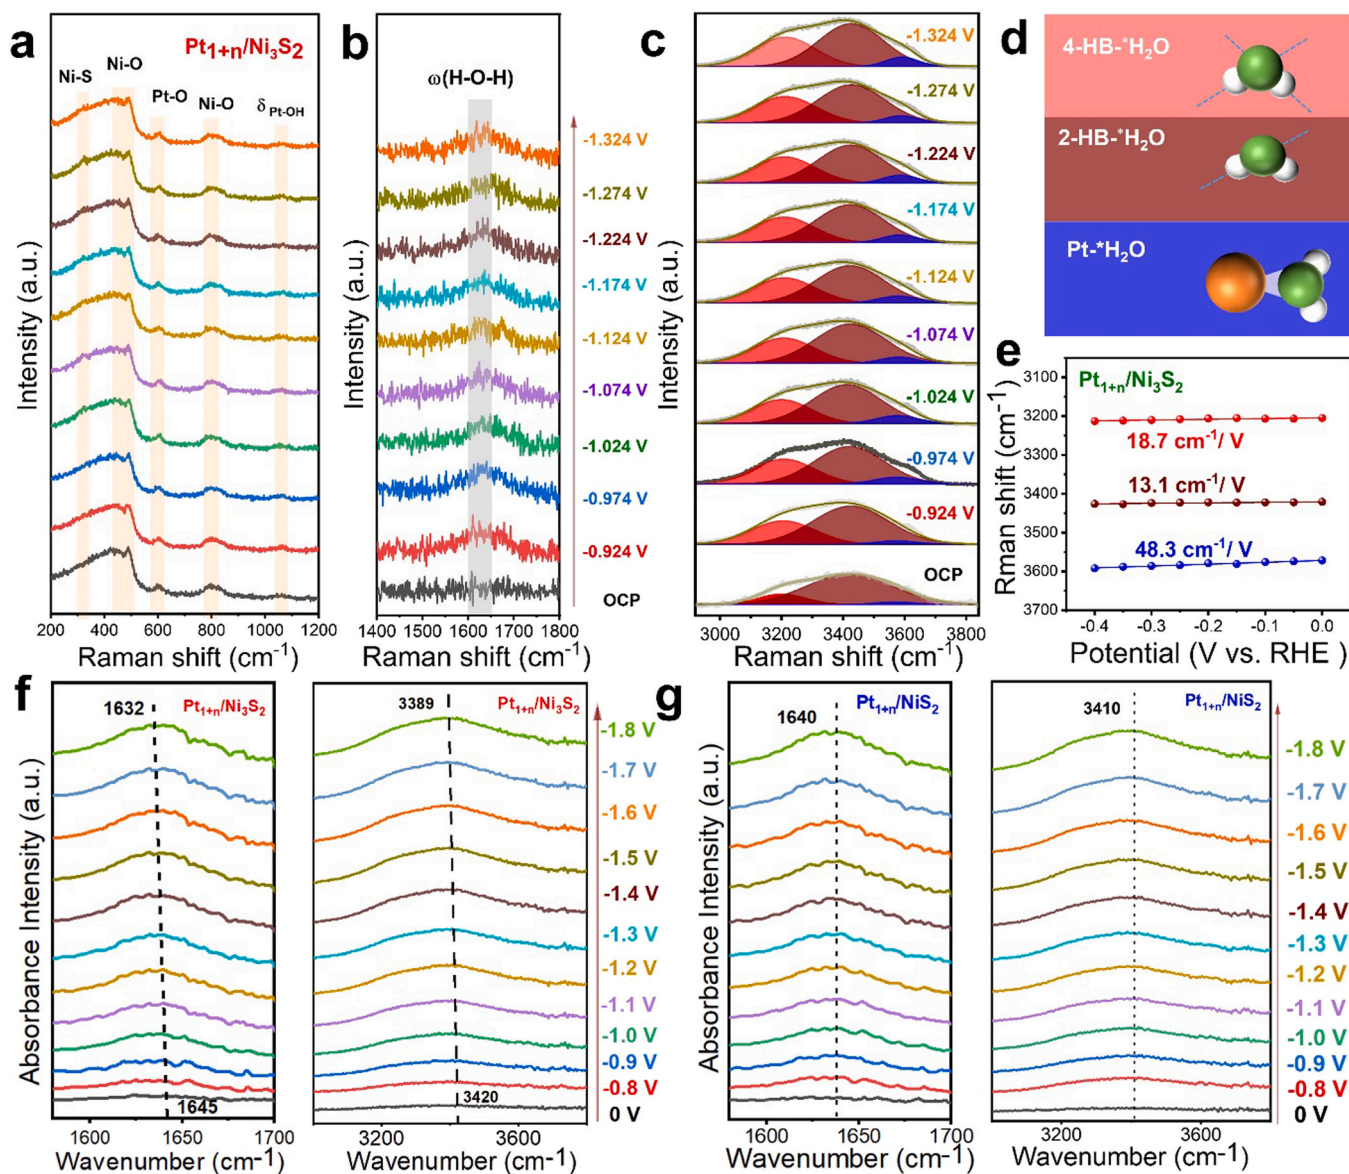 a
Pt1+n/Ni3S2
Ni-S
Ni-O
Pt-O
Ni-O
δ Pt-OH
Intensity (a.u.)
200 400 600 800 1000 1200
Raman shift (cm-1)
b
ω(H-O-H)
-1.324 V
-1.274 V
-1.224 V
-1.174 V
-1.124 V
-1.074 V
-1.024 V
-0.974 V
-0.924 V
OCP
Intensity (a.u.)
1400 1500 1600 1700 1800
Raman shift (cm-1)
c
-1.324 V
-1.274 V
-1.224 V
-1.174 V
-1.124 V
-1.074 V
-1.024 V
-0.974 V
-0.924 V
OCP
Intensity (a.u.)
3000 3200 3400 3600 3800
Raman shift (cm-1)
d
4-HB-*H2O
2-HB-*H2O
Pt-*H2O
e
Pt1+n/Ni3S2
18.7 cm-1/ V
13.1 cm-1/ V
48.3 cm-1/ V
Rman shift (cm-1)
3100
3200
3300
3400
3500
3600
3700
-0.4 -0.3 -0.2 -0.1 0.0
Potential (V vs. RHE )
f
1632
Pt1+n/Ni3S2
1645
Absorbance Intensity (a.u.)
1600 1650 1700
Wavenumber (cm-1)
3389
Pt1+n/Ni3S2
3420
-1.8 V
-1.7 V
-1.6 V
-1.5 V
-1.4 V
-1.3 V
-1.2 V
-1.1 V
-1.0 V
-0.9 V
-0.8 V
0 V
3200 3600
Wavenumber (cm-1)
g
1640
Pt1+n/NiS2
Absorbance Intensity (a.u.)
1600 1650 1700
Wavenumber (cm-1)
3410
Pt1+n/NiS2
-1.8 V
-1.7 V
-1.6 V
-1.5 V
-1.4 V
-1.3 V
-1.2 V
-1.1 V
-1.0 V
-0.9 V
-0.8 V
0 V
3200 3600
Wavenumber (cm-1)